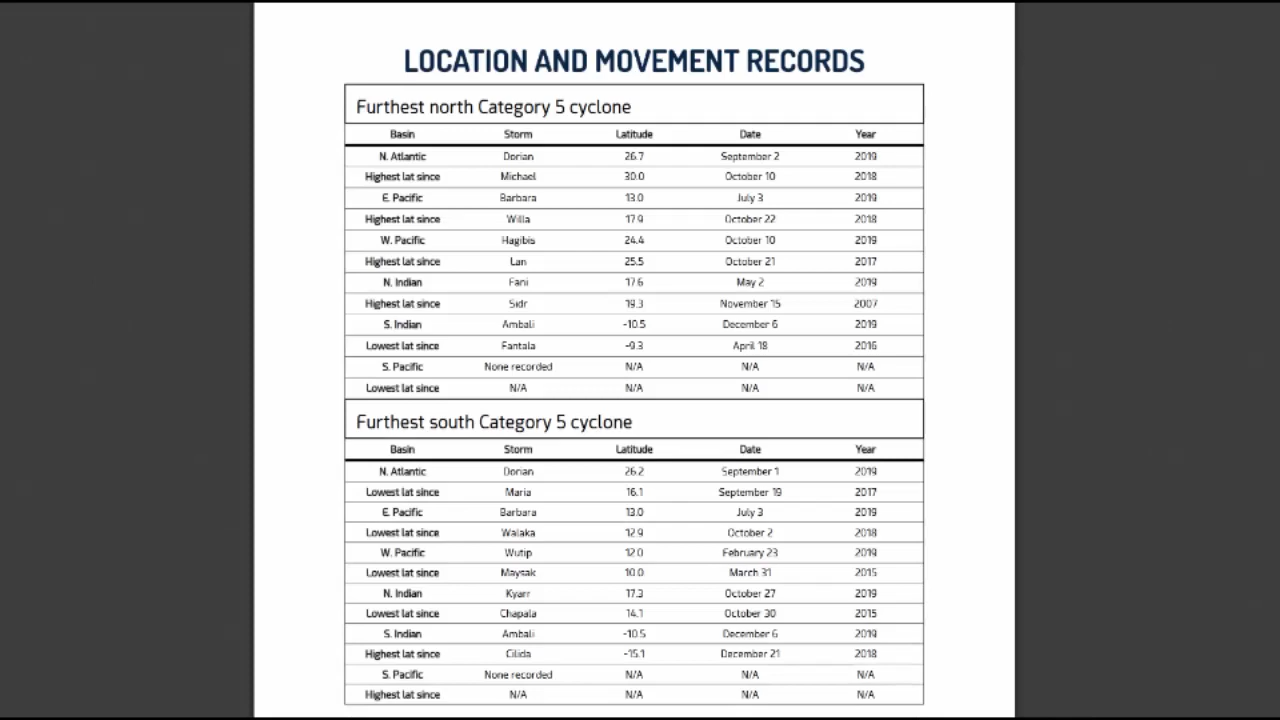 LOCATION AND MOVEMENT RECORDS
Furthest north Category 5 cyclone
Basin Storm Latitude Date Year
N. Atlantic Dorian 26.7 September 2 2019
Highest lat since Michael 30.0 October 10 2018
E. Pacific Barbara 13.0 July 3 2019
Highest lat since Willa 17.9 October 22 2018
W. Pacific Hagibis 24.4 October 10 2019
Highest lat since Lan 25.5 October 21 2017
N. Indian Fani 17.6 May 2 2019
Highest lat since Sidr 19.3 November 15 2007
S. Indian Ambali -10.5 December 6 2019
Lowest lat since Fantala -9.3 April 18 2016
S. Pacific None recorded N/A N/A N/A
Lowest lat since N/A N/A N/A N/A
Furthest south Category 5 cyclone
Basin Storm Latitude Date Year
N. Atlantic Dorian 26.2 September 1 2019
Lowest lat since Maria 16.1 September 19 2017
E. Pacific Barbara 13.0 July 3 2019
Lowest lat since Walaka 12.9 October 2 2018
W. Pacific Wutip 12.0 February 23 2019
Lowest lat since Maysak 10.0 March 31 2015
N. Indian Kyarr 17.3 October 27 2019
Lowest lat since Chapala 14.1 October 30 2015
S. Indian Ambali -10.5 December 6 2019
Highest lat since Cilida -15.1 December 21 2018
S. Pacific None recorded N/A N/A N/A
Highest lat since N/A N/A N/A N/A